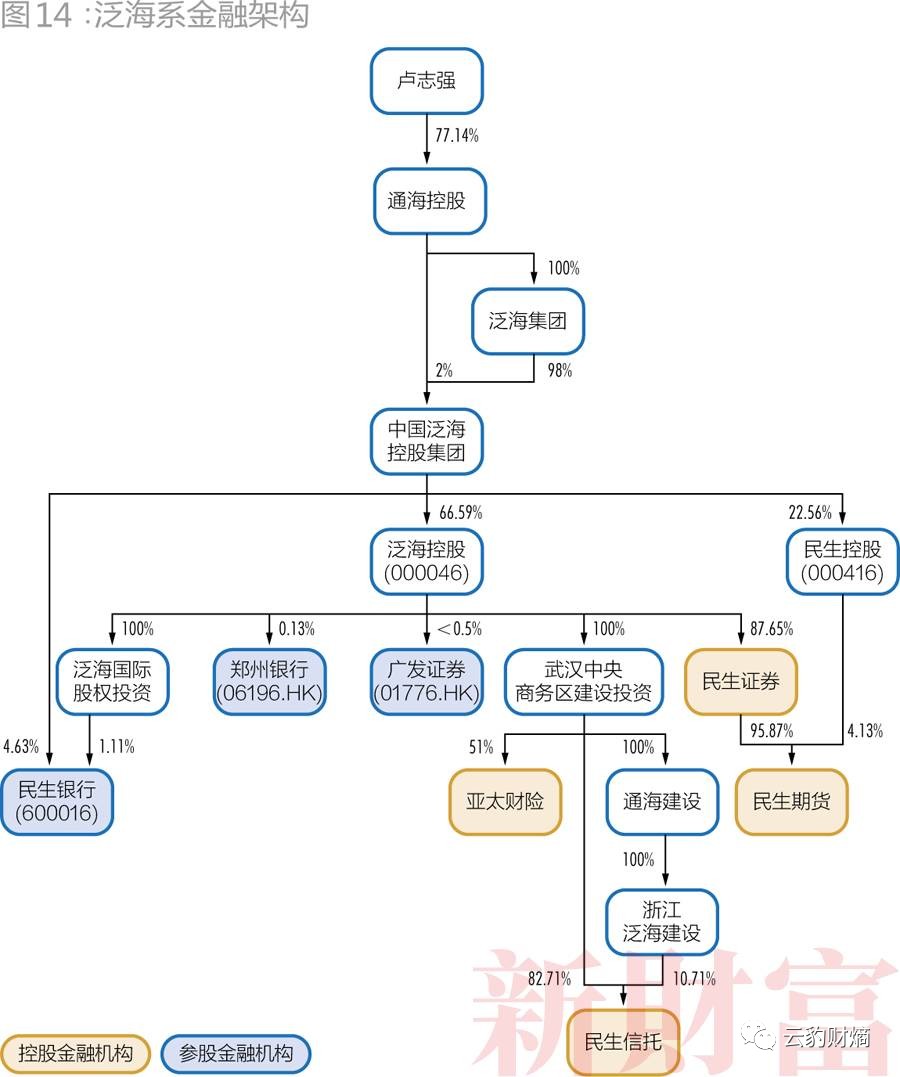 图14:泛海系金融架构
卢志强
77.14%
通海控股
100%
泛海集团
2%
98%
中国泛海
控股集团
66.59%
22.56%
泛海控股
(000046)
民生控股
(000416)
100%
0.13%
<0.5%
100%
87.65%
泛海国际
股权投资
郑州银行
(06196.HK)
广发证券
(01776.HK)
武汉中央
商务区建设投资
民生证券
4.63%
1.11%
51%
100%
95.87%
4.13%
民生银行
(600016)
亚太财险
通海建设
民生期货
100%
浙江
泛海建设
82.71%
10.71%
民生信托
控股金融机构
参股金融机构
新財富
云豹财熵